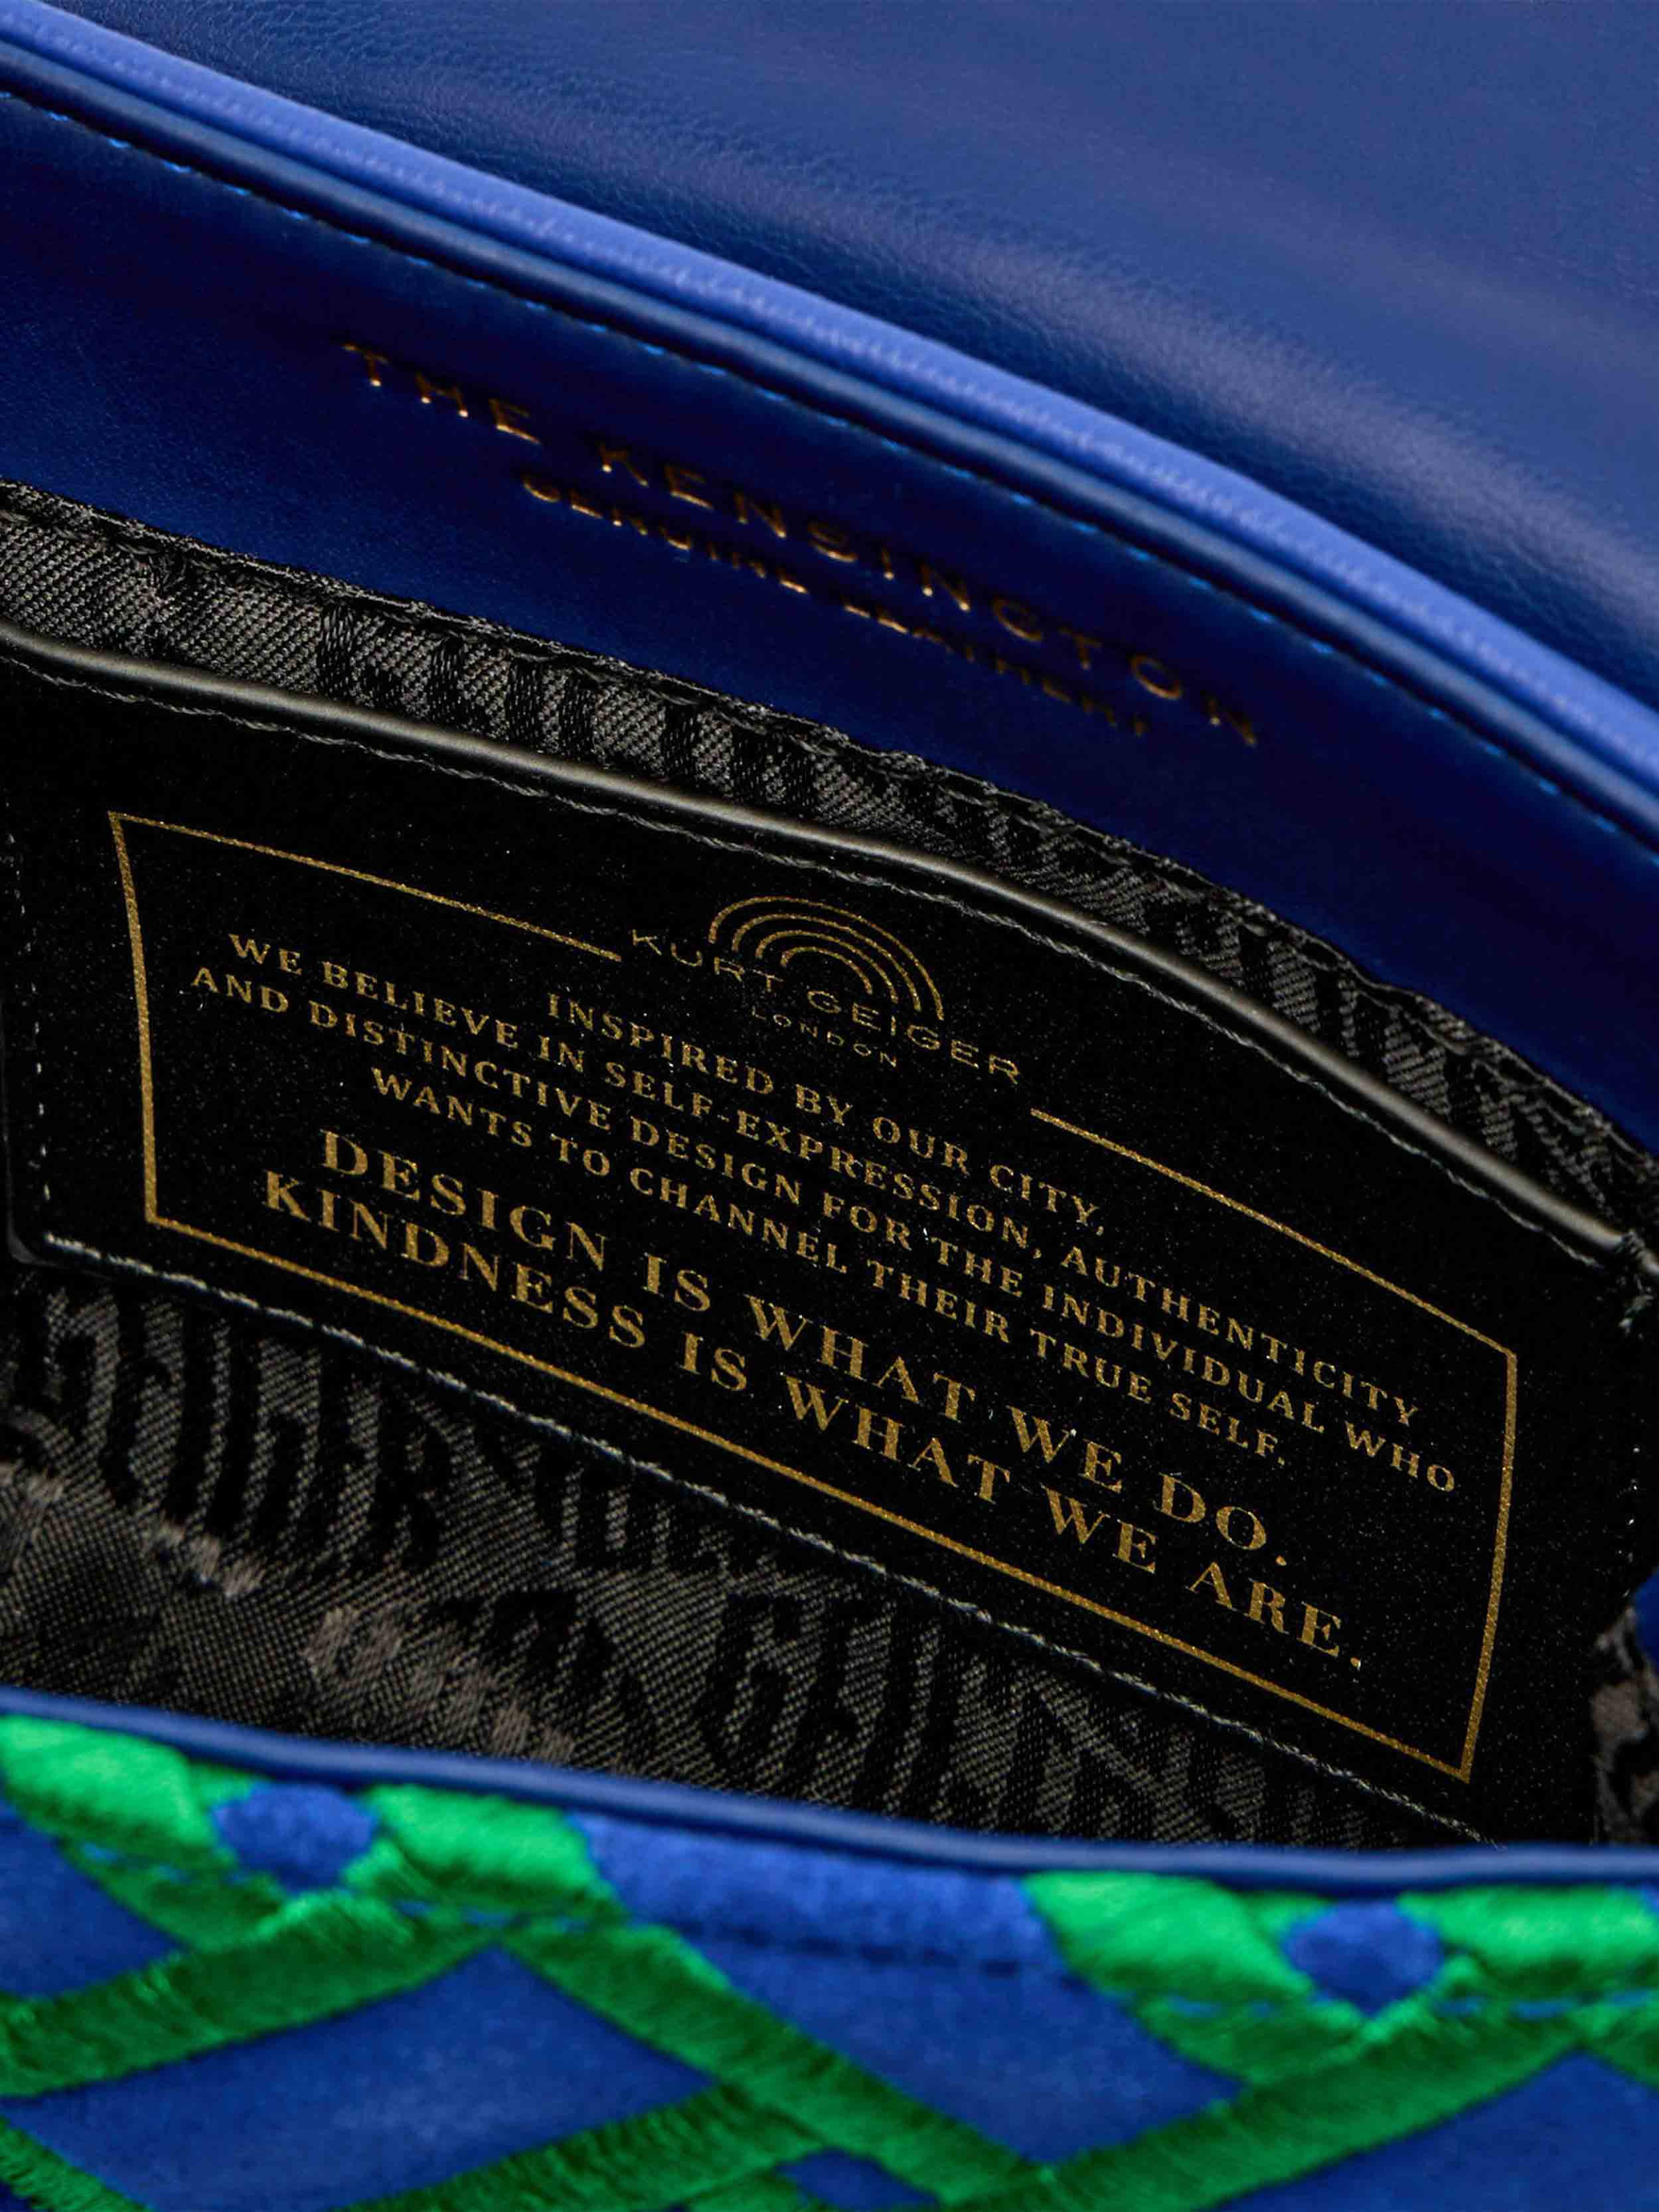 THE KENSINGTON
GENUINE LEATHER
KURT GEIGER
LONDON
INSPIRED BY OUR CITY,
WE BELIEVE IN SELF-EXPRESSION, AUTHENTICITY
AND DISTINCTIVE DESIGN FOR THE INDIVIDUAL WHO
WANTS TO CHANNEL THEIR TRUE SELF.
DESIGN IS WHAT WE DO.
KINDNESS IS WHAT WE ARE.